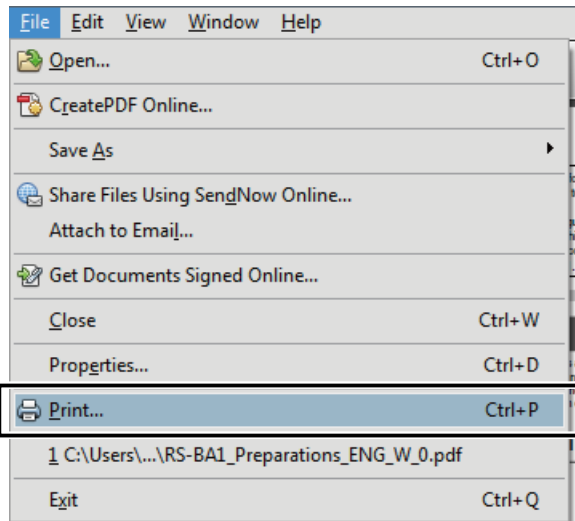 File Edit View Window Help
Open... Ctrl+O
CreatePDF Online...
Save As
Share Files Using SendNow Online...
Attach to Email...
Get Documents Signed Online...
Close Ctrl+W
Properties... Ctrl+D
Print... Ctrl+P
1 C:\Users\...\RS-BA1_Preparations_ENG_W_0.pdf
Exit Ctrl+Q